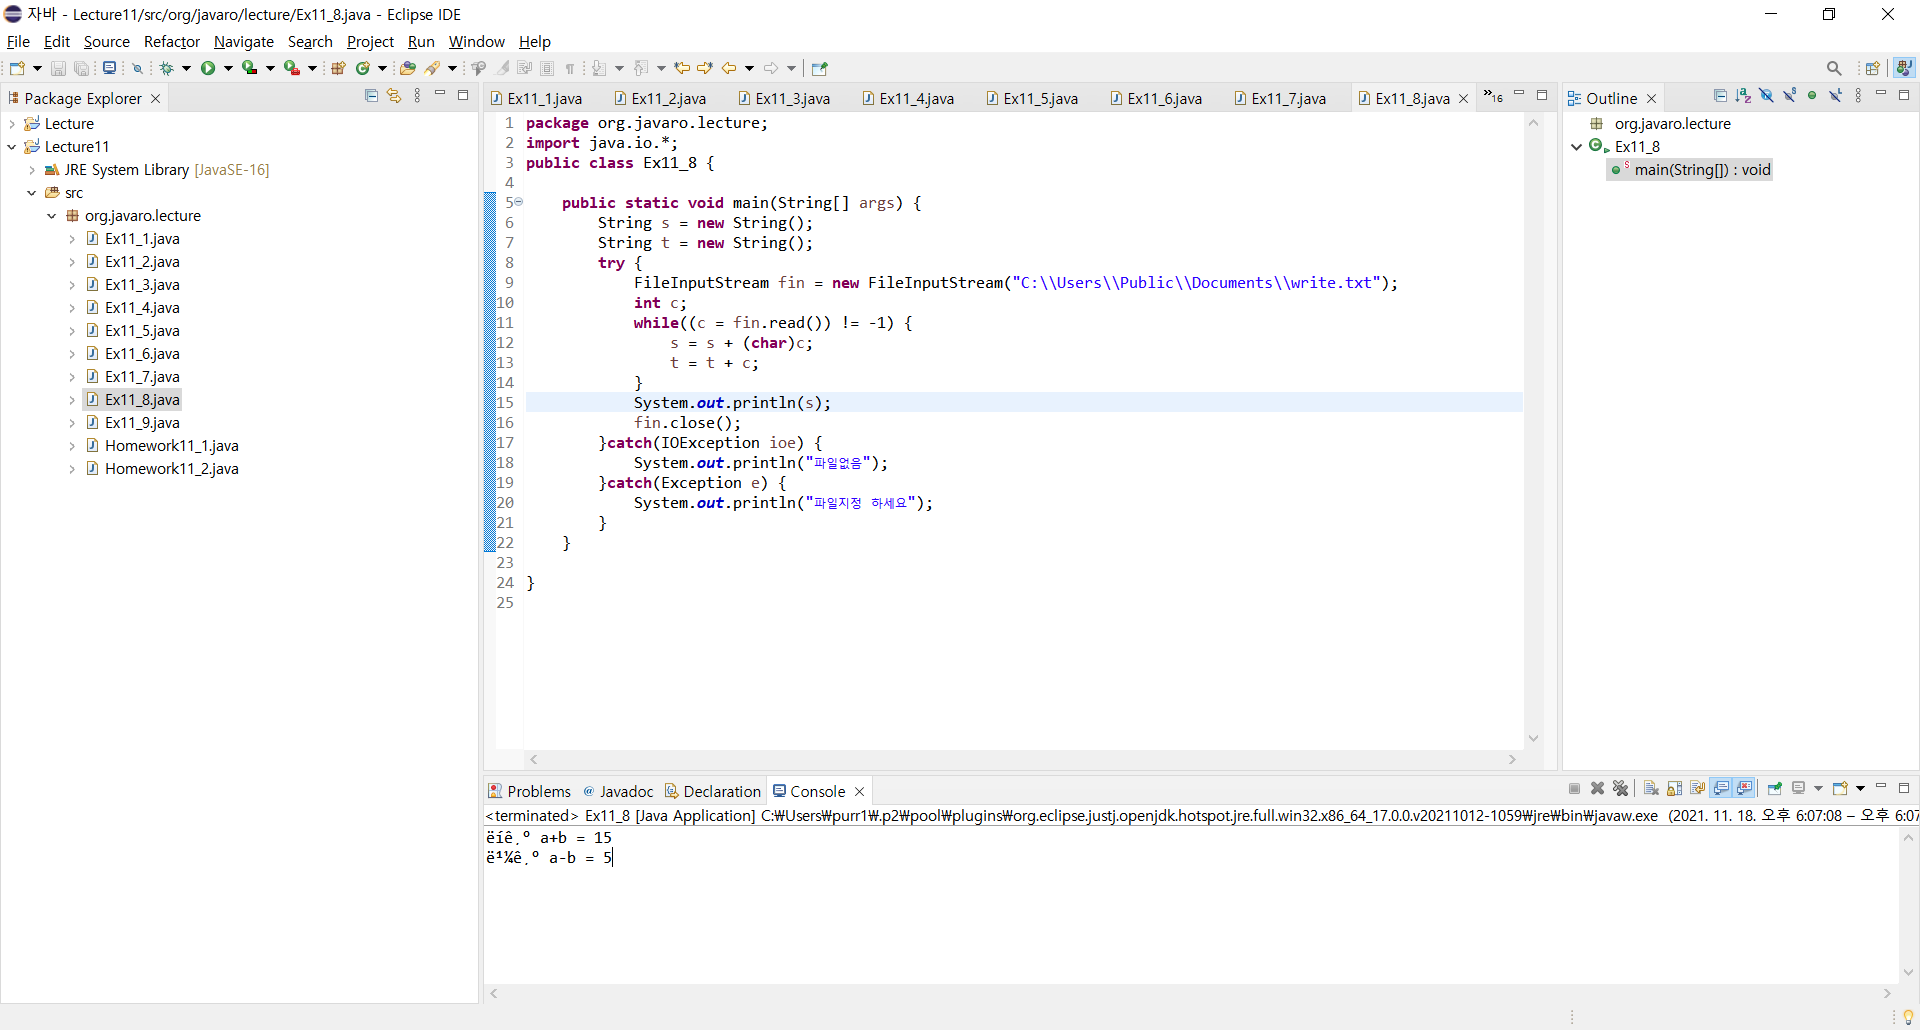 자바 - Lecture11/src/org/javaro/lecture/Ex11_8.java - Eclipse IDE
File Edit Source Refactor Navigate Search Project Run Window Help
Package Explorer
Lecture
Lecture11
JRE System Library [JavaSE-16]
src
org.javaro.lecture
Ex11_1.java
Ex11_2.java
Ex11_3.java
Ex11_4.java
Ex11_5.java
Ex11_6.java
Ex11_7.java
Ex11_8.java
Ex11_9.java
Homework11_1.java
Homework11_2.java
Ex11_1.java Ex11_2.java Ex11_3.java Ex11_4.java Ex11_5.java Ex11_6.java Ex11_7.java Ex11_8.java »16
1 package org.javaro.lecture;
2 import java.io.*;
3 public class Ex11_8 {
4
5 public static void main(String[] args) {
6 String s = new String();
7 String t = new String();
8 try {
9 FileInputStream fin = new FileInputStream("C:\\Users\\Public\\Documents\\write.txt");
10 int c;
11 while((c = fin.read()) != -1) {
12 s = s + (char)c;
13 t = t + c;
14 }
15 System.out.println(s);
16 fin.close();
17 }catch(IOException ioe) {
18 System.out.println("파일없음");
19 }catch(Exception e) {
20 System.out.println("파일지정 하세요");
21 }
22 }
23
24 }
25
Outline
org.javaro.lecture
Ex11_8
main(String[]) : void
Problems Javadoc Declaration Console
<terminated> Ex11_8 [Java Application] C:₩Users₩purr1₩.p2₩pool₩plugins₩org.eclipse.justj.openjdk.hotspot.jre.full.win32.x86_64_17.0.0.v20211012-1059₩jre₩bin₩javaw.exe (2021. 11. 18. 오후 6:07:08 – 오후 6:07
ëíê¸º a+b = 15
ë¹¼ê¸º a-b = 5